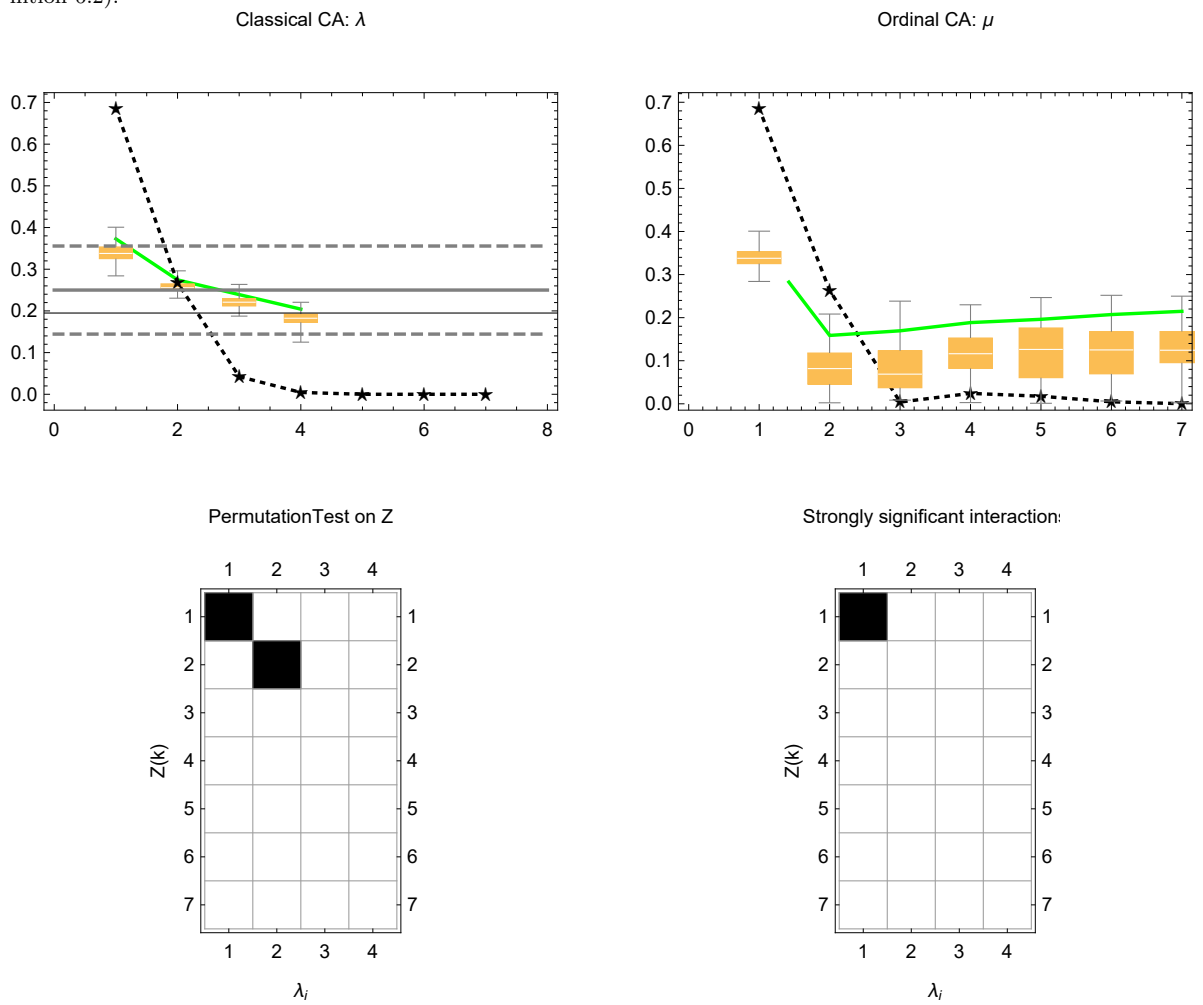 Classical CA: λ
Ordinal CA: μ
0.7
0.6
0.5
0.4
0.3
0.2
0.1
0.0
0 2 4 6 8
0.7
0.6
0.5
0.4
0.3
0.2
0.1
0.0
0 1 2 3 4 5 6 7
PermutationTest on Z
1 2 3 4
1 1
2 2
3 3
4 4
5 5
6 6
7 7
Z(k)
1 2 3 4
λj
Strongly significant interaction
1 2 3 4
1 1
2 2
3 3
4 4
5 5
6 6
7 7
Z(k)
1 2 3 4
λj